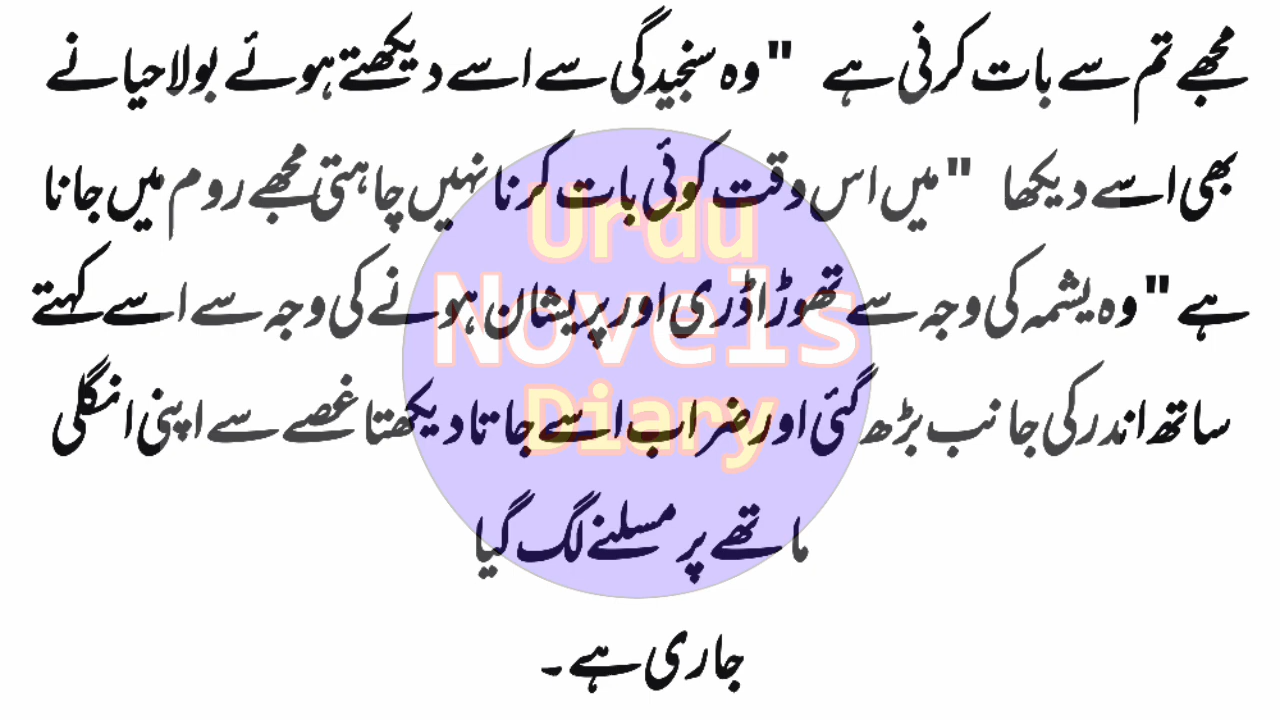 مجھے تم سے بات کرنی ہے " وہ سنجیدگی سے اسے دیکھتے ہوئے بولا حیا نے
بھی اسے دیکھا " میں اس وقت کوئی بات کرنا نہیں چاہتی مجھے روم میں جانا
ہے " وہ یشمہ کی وجہ سے تھوڑا ڈری اور پریشان ہونے کی وجہ سے اسے کہتے
ساتھ اندر کی جانب بڑھ گئی اور ضراب اسے جاتا دیکھتا غصے سے اپنی انگلی
ماتھے پر مسلنے لگ گیا
جاری ہے ۔
Urdu
Novels
Diary